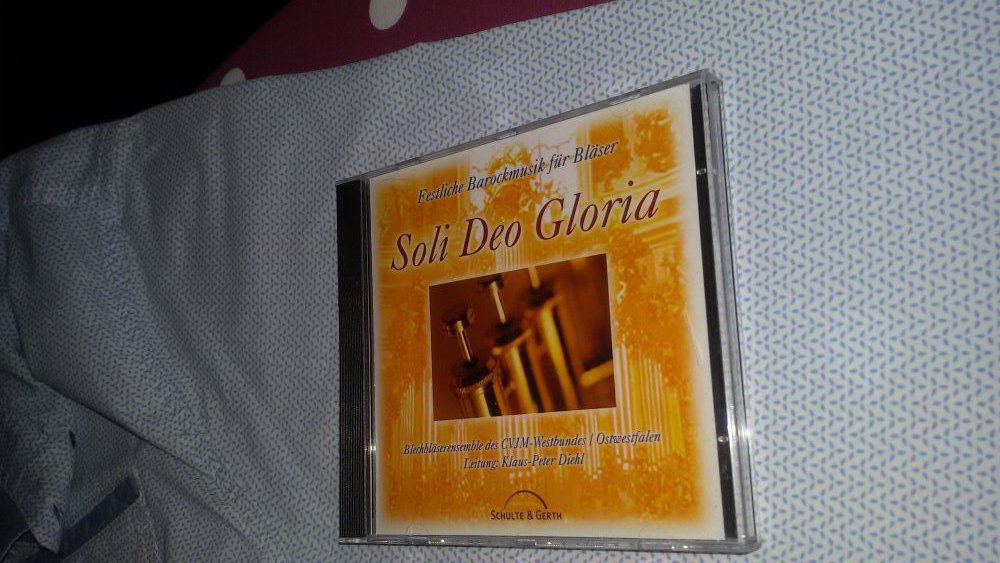 Festliche Barockmusik für Bläser
Soli Deo Gloria
Blechbläserensemble des CVJM-Westbundes / Ostwestfalen
Leitung: Klaus-Peter Diehl
SCHULTE & GERTH